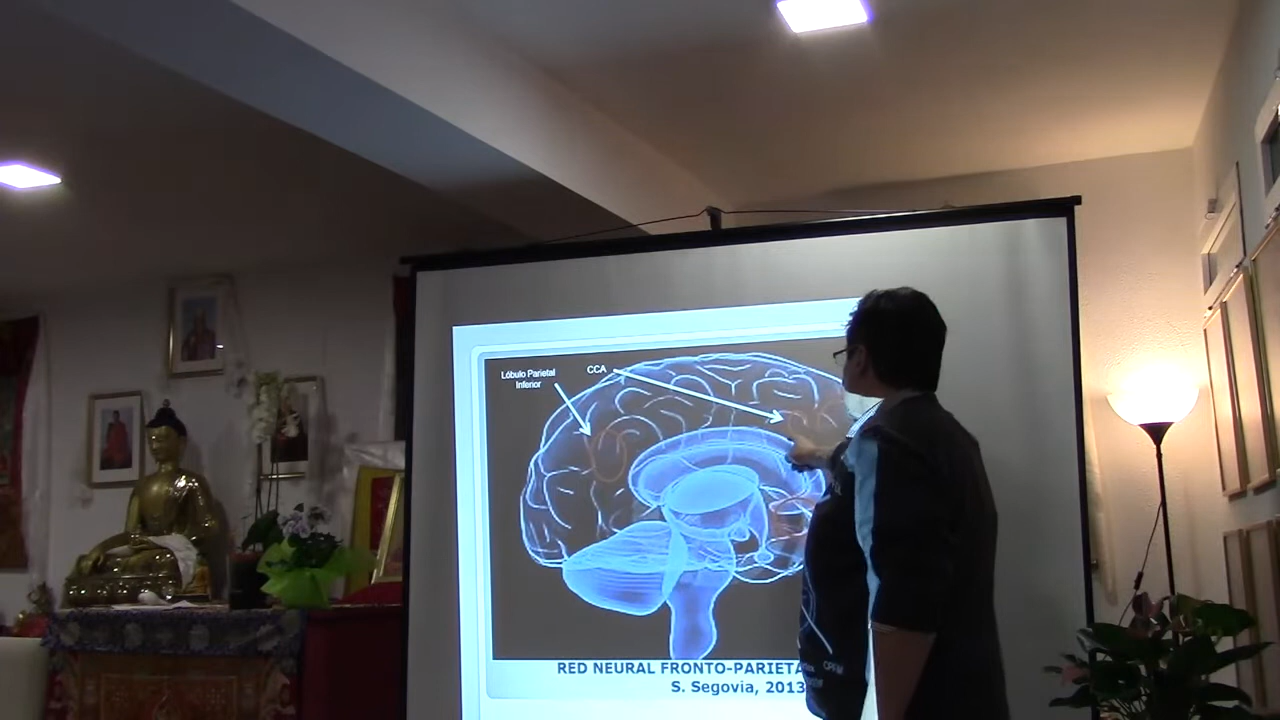 Lóbulo Parietal
Inferior
CCA
RED NEURAL FRONTO-PARIETA
S. Segovia, 2013